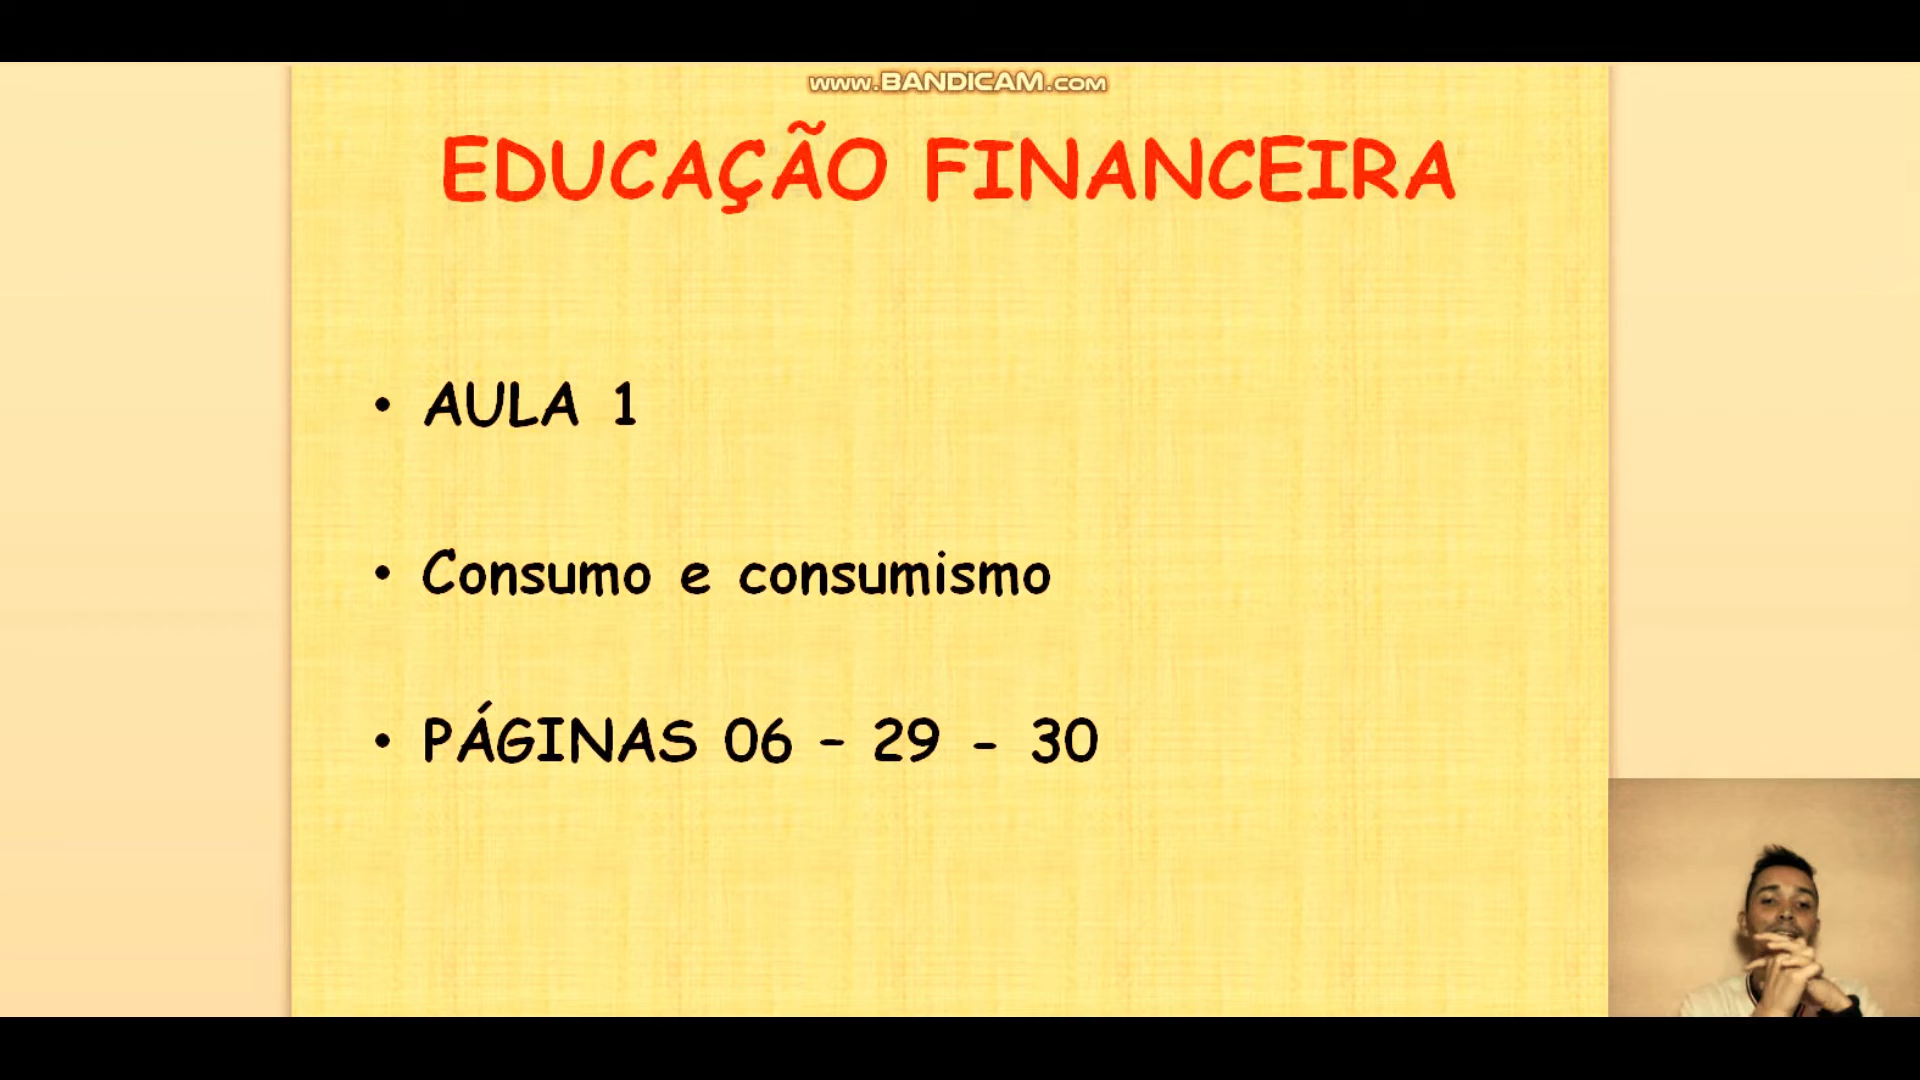 www.BANDICAM.com
EDUCAÇÃO FINANCEIRA
• AULA 1
• Consumo e consumismo
• PÁGINAS 06 – 29 - 30